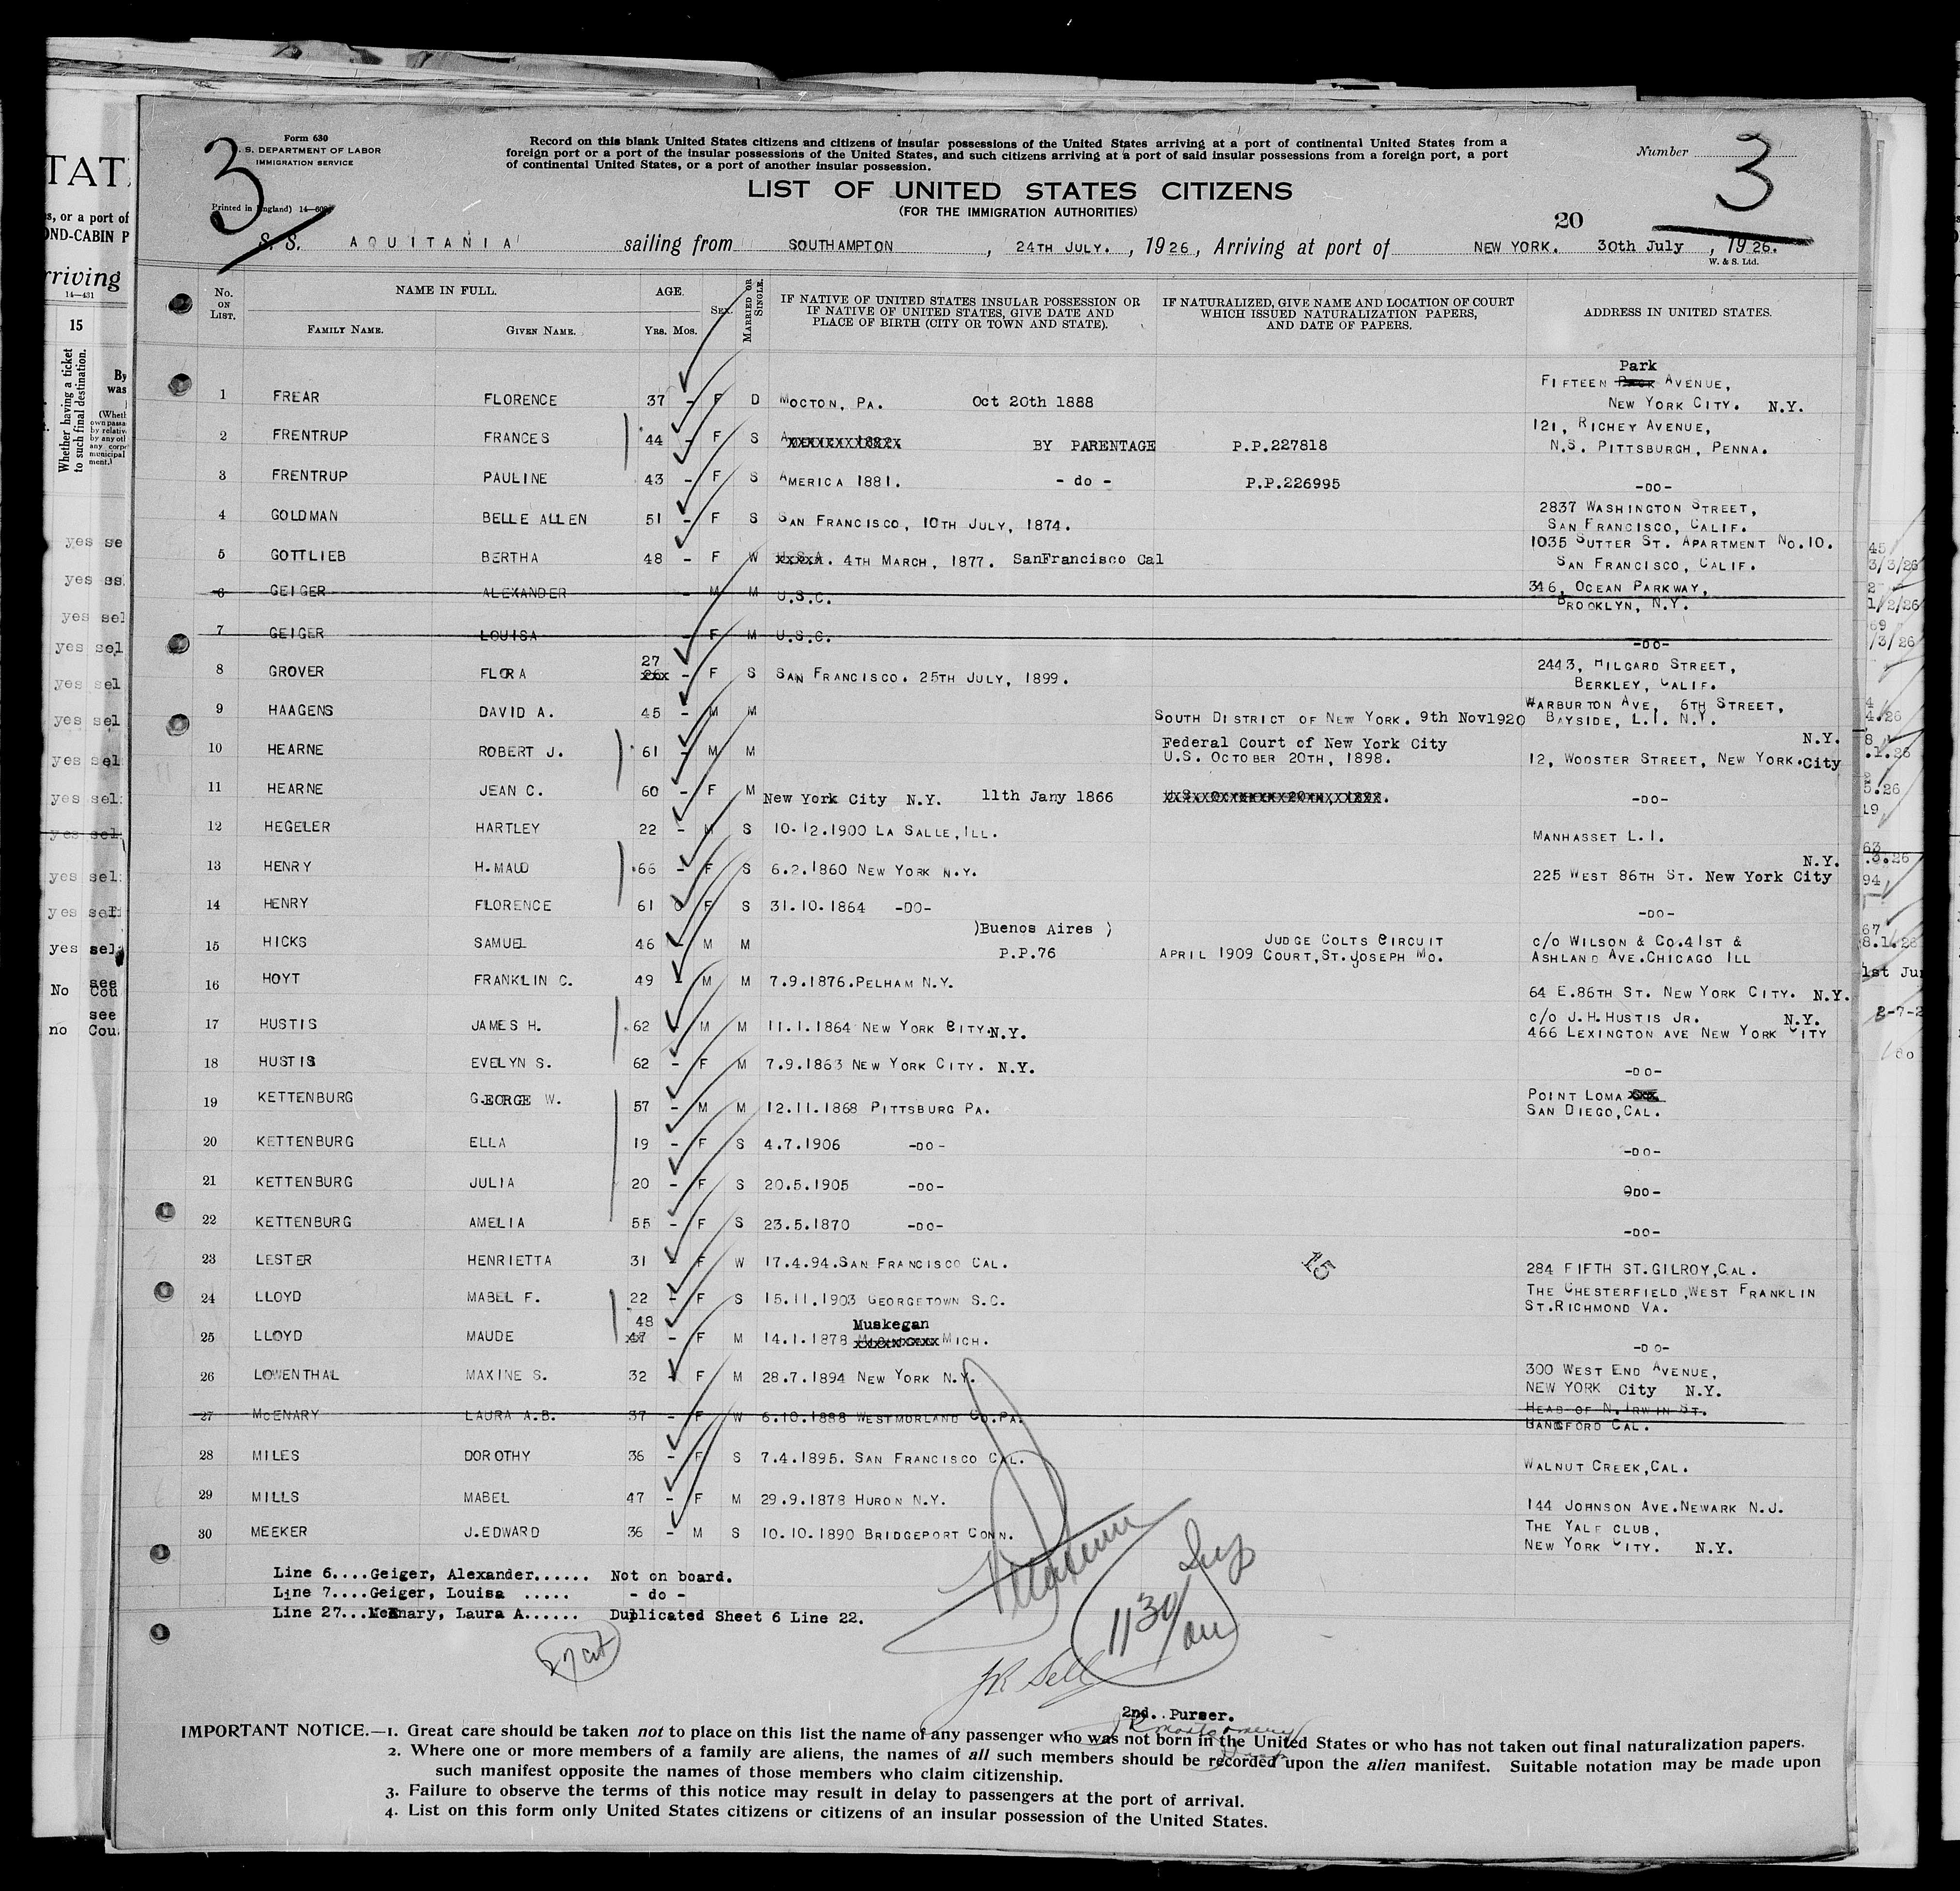 Form 630
S. DEPARTMENT OF LABOR
IMMIGRATION SERVICE
Printed in England) 14—609
3
Record on this blank United States citizens and citizens of insular possessions of the United States arriving at a port of continental United States from a
foreign port or a port of the insular possessions of the United States, and such citizens arriving at a port of said insular possessions from a foreign port, a port
of continental United States, or a port of another insular possession.
Number 3
LIST OF UNITED STATES CITIZENS
(FOR THE IMMIGRATION AUTHORITIES)
20
S. S. AQUITANIA sailing from SOUTHAMPTON, 24TH JULY., 1926, Arriving at port of NEW YORK. 30th July, 1926.
W. & S. Ltd.
No. ON LIST. NAME IN FULL. FAMILY NAME. GIVEN NAME. AGE. Yrs. Mos. SEX. MARRIED OR SINGLE. IF NATIVE OF UNITED STATES INSULAR POSSESSION OR IF NATIVE OF UNITED STATES, GIVE DATE AND PLACE OF BIRTH (CITY OR TOWN AND STATE). IF NATURALIZED, GIVE NAME AND LOCATION OF COURT WHICH ISSUED NATURALIZATION PAPERS, AND DATE OF PAPERS. ADDRESS IN UNITED STATES.
1 FREAR FLORENCE 37 - F D MOCTON, PA. Oct 20th 1888 FIFTEEN Park AVENUE, NEW YORK CITY. N.Y.
2 FRENTRUP FRANCES 44 - F S BY PARENTAGE P.P.227818 121, RICHEY AVENUE, N.S. PITTSBURGH, PENNA.
3 FRENTRUP PAULINE 43 - F S AMERICA 1881. - do - P.P.226995 -DO-
4 GOLDMAN BELLE ALLEN 51 - F S SAN FRANCISCO, 10TH JULY, 1874. 2837 WASHINGTON STREET, SAN FRANCISCO, CALIF.
5 GOTTLIEB BERTHA 48 - F W U.S.A. 4TH MARCH, 1877. SanFrancisco Cal 1035 SUTTER ST. APARTMENT No.10. SAN FRANCISCO, CALIF.
6 GEIGER ALEXANDER - M M U.S.C. 346, OCEAN PARKWAY, BROOKLYN, N.Y.
7 GEIGER LOUISA - F M U.S.C. -DO-
8 GROVER FLORA 27 26 - F S SAN FRANCISCO. 25TH JULY, 1899. 2443, HILGARD STREET, BERKLEY, CALIF.
9 HAAGENS DAVID A. 45 - M M SOUTH DISTRICT OF NEW YORK. 9th Nov1920 WARBURTON AVE, 6TH STREET, BAYSIDE, L.I. N.Y.
10 HEARNE ROBERT J. 61 - M M Federal Court of New York City U.S. OCTOBER 20TH, 1898. 12, WOOSTER STREET, NEW YORK.City N.Y.
11 HEARNE JEAN C. 60 - F M New York City N.Y. 11th Jany 1866 -DO-
12 HEGELER HARTLEY 22 - M S 10.12.1900 LA SALLE, ILL. MANHASSET L.I.
13 HENRY H.MAUD 66 - F S 6.2.1860 NEW YORK N.Y. 225 WEST 86TH ST. New York City N.Y.
14 HENRY FLORENCE 61 F S 31.10.1864 -DO- -DO-
15 HICKS SAMUEL 46 - M M )Buenos Aires ) P.P.76 JUDGE COLTS CIRCUIT APRIL 1909 COURT,ST.JOSEPH MO. c/o WILSON & CO.41ST & ASHLAND AVE.CHICAGO ILL
16 HOYT FRANKLIN C. 49 - M M 7.9.1876.PELHAM N.Y. 64 E.86TH ST. NEW YORK CITY. N.Y.
17 HUSTIS JAMES H. 62 - M M 11.1.1864 NEW YORK CITY.N.Y. c/o J.H.HUSTIS JR. N.Y. 466 LEXINGTON AVE NEW YORK CITY
18 HUSTIS EVELYN S. 62 - F M 7.9.1863 NEW YORK CITY. N.Y. -DO-
19 KETTENBURG GEORGE W. 57 - M M 12.11.1868 PITTSBURG PA. POINT LOMA SAN DIEGO,CAL.
20 KETTENBURG ELLA 19 - F S 4.7.1906 -DO- -DO-
21 KETTENBURG JULIA 20 - F S 20.5.1905 -DO- -DO-
22 KETTENBURG AMELIA 55 - F S 23.5.1870 -DO- -DO-
23 LESTER HENRIETTA 31 - F W 17.4.94.SAN FRANCISCO CAL. 15 284 FIFTH ST.GILROY,CAL.
24 LLOYD MABEL F. 22 - F S 15.11.1903 GEORGETOWN S.C. THE CHESTERFIELD,WEST FRANKLIN ST.RICHMOND VA.
25 LLOYD MAUDE 48 47 - F M 14.1.1878 Muskegan MICH. -DO-
26 LOWENTHAL MAXINE S. 32 - F M 28.7.1894 NEW YORK N.Y. 300 WEST END AVENUE, NEW YORK City N.Y.
27 McENARY LAURA A.B. 37 - F W 6.10.1888 WESTMORLAND CO.PA. HEAD OF N.IRWIN ST. HANGFORD CAL.
28 MILES DOROTHY 36 - F S 7.4.1895. SAN FRANCISCO CAL. WALNUT CREEK,CAL.
29 MILLS MABEL 47 - F M 29.9.1878 HURON N.Y. 144 JOHNSON AVE.NEWARK N.J.
30 MEEKER J.EDWARD 36 - M S 10.10.1890 BRIDGEPORT CONN. THE YALE CLUB, NEW YORK CITY. N.Y.
Line 6....Geiger, Alexander...... Not on board.
Line 7....Geiger, Louisa ..... - do -
Line 27...McEnary, Laura A...... Duplicated Sheet 6 Line 22.
1130
JR Sell
2nd. Purser.
IMPORTANT NOTICE.—1. Great care should be taken not to place on this list the name of any passenger who was not born in the United States or who has not taken out final naturalization papers.
2. Where one or more members of a family are aliens, the names of all such members should be recorded upon the alien manifest. Suitable notation may be made upon
such manifest opposite the names of those members who claim citizenship.
3. Failure to observe the terms of this notice may result in delay to passengers at the port of arrival.
4. List on this form only United States citizens or citizens of an insular possession of the United States.